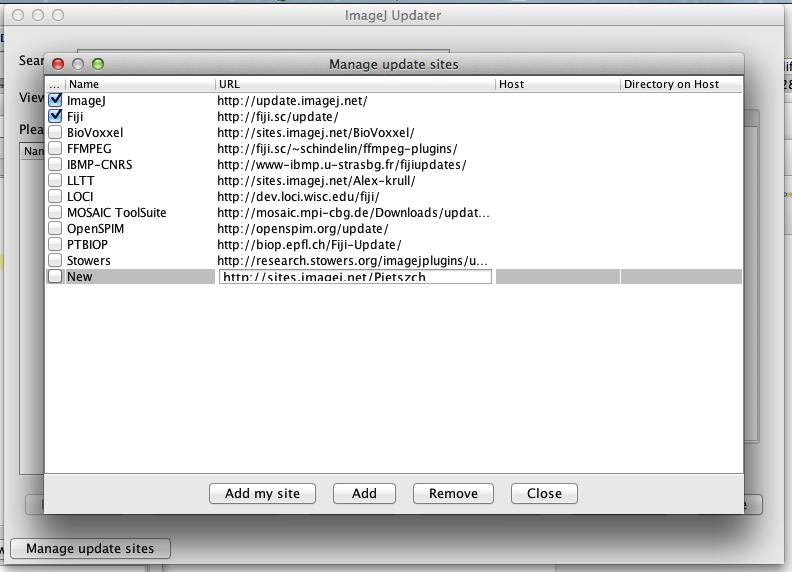 ImageJ Updater
Manage update sites
... Name URL Host Directory on Host
ImageJ http://update.imagej.net/
Fiji http://fiji.sc/update/
BioVoxxel http://sites.imagej.net/BioVoxxel/
FFMPEG http://fiji.sc/~schindelin/ffmpeg-plugins/
IBMP-CNRS http://www-ibmp.u-strasbg.fr/fijiupdates/
LLTT http://sites.imagej.net/Alex-krull/
LOCI http://dev.loci.wisc.edu/fiji/
MOSAIC ToolSuite http://mosaic.mpi-cbg.de/Downloads/updat...
OpenSPIM http://openspim.org/update/
PTBIOP http://biop.epfl.ch/Fiji-Update/
Stowers http://research.stowers.org/imagejplugins/u...
New http://sites.imagej.net/Pietszch
Add my site Add Remove Close
Manage update sites